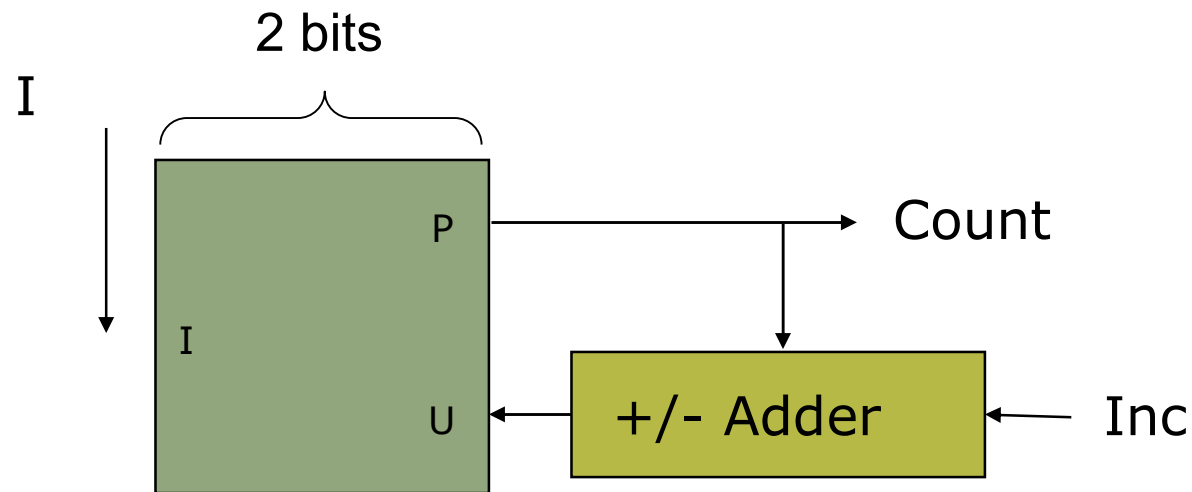 2 bits
I
P
Count
I
U
+/- Adder
Inc